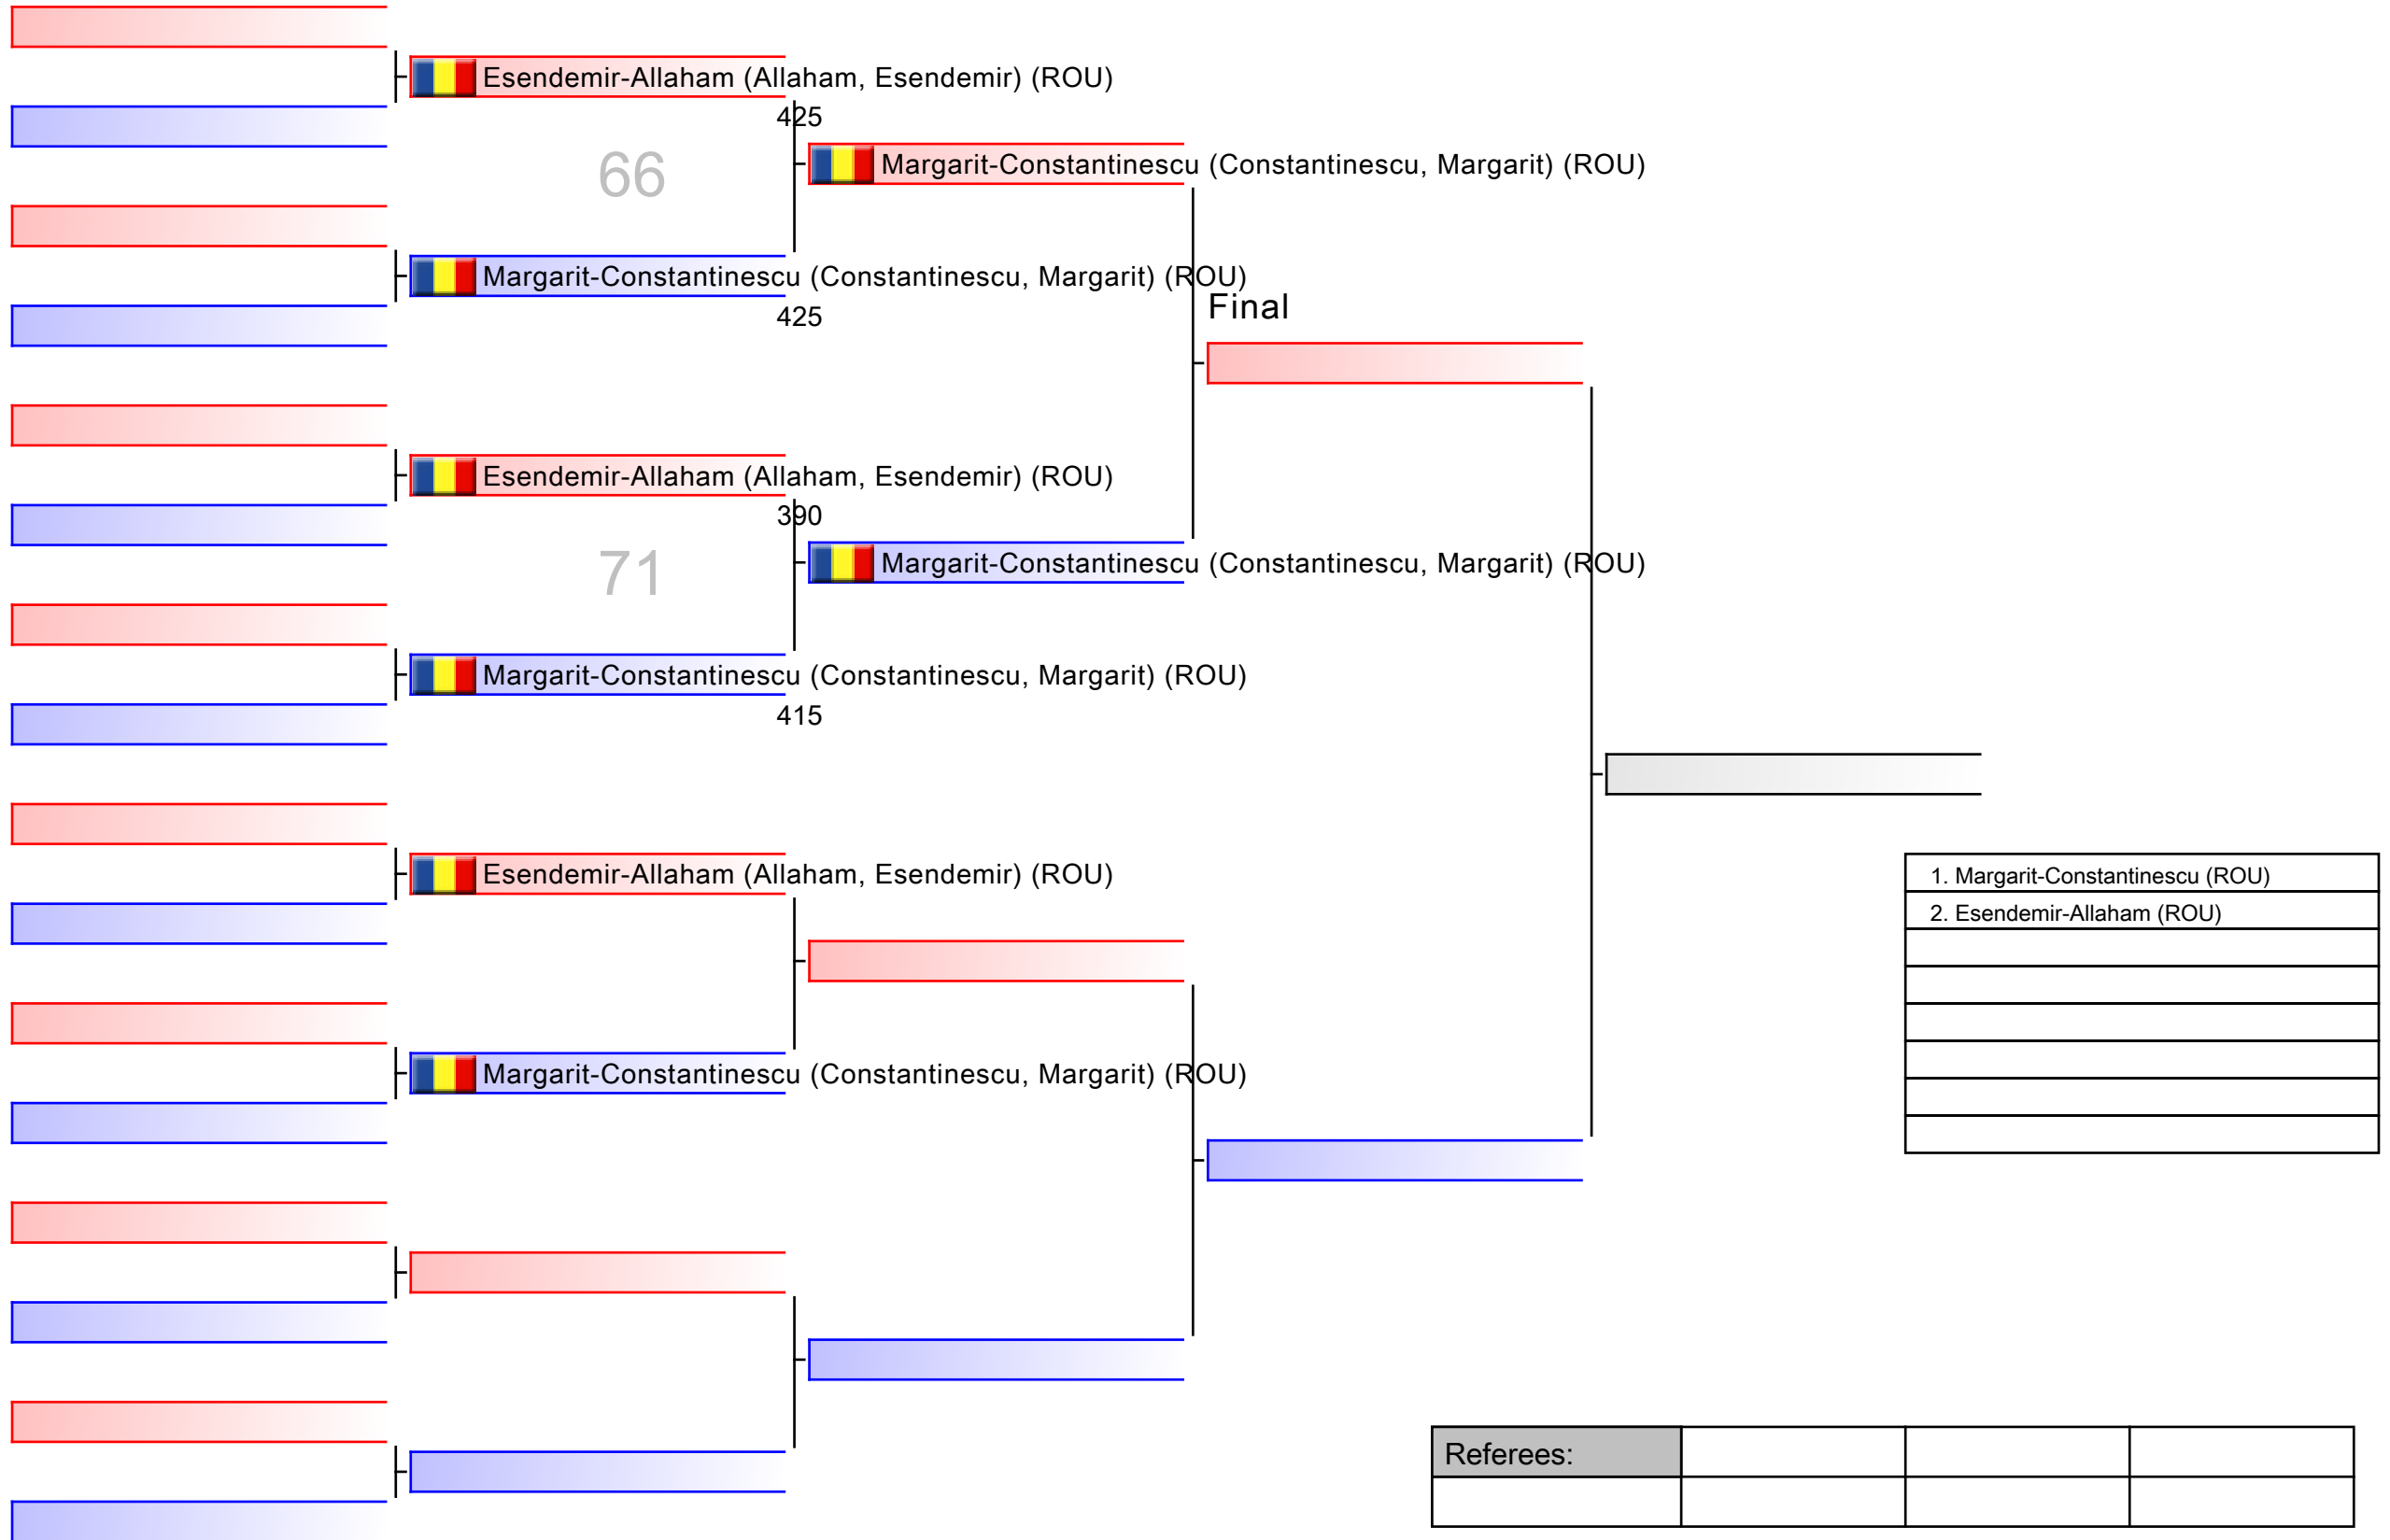 Esendemir-Allaham (Allaham, Esendemir) (ROU)
425
66
Margarit-Constantinescu (Constantinescu, Margarit) (ROU)
Margarit-Constantinescu (Constantinescu, Margarit) (ROU)
425
Final
Esendemir-Allaham (Allaham, Esendemir) (ROU)
390
71
Margarit-Constantinescu (Constantinescu, Margarit) (ROU)
Margarit-Constantinescu (Constantinescu, Margarit) (ROU)
415
Esendemir-Allaham (Allaham, Esendemir) (ROU)
1. Margarit-Constantinescu (ROU)
2. Esendemir-Allaham (ROU)
Margarit-Constantinescu (Constantinescu, Margarit) (ROU)
Referees: